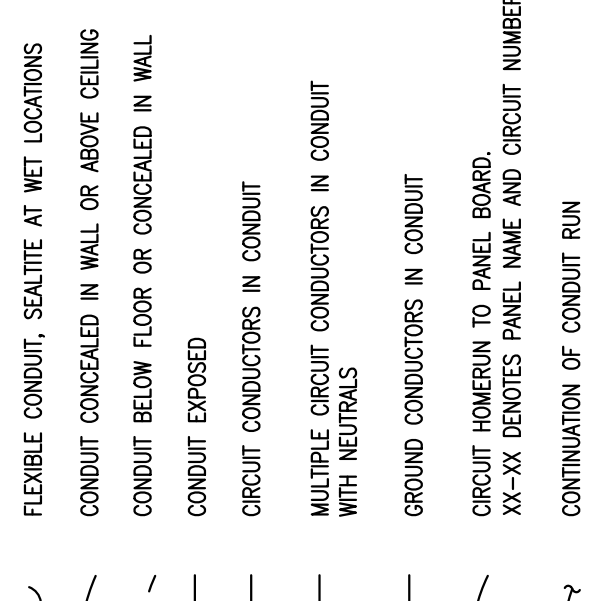 FLEXIBLE CONDUIT, SEALTITE AT WET LOCATIONS
CONDUIT CONCEALED IN WALL OR ABOVE CEILING
CONDUIT BELOW FLOOR OR CONCEALED IN WALL
CONDUIT EXPOSED
CIRCUIT CONDUCTORS IN CONDUIT
MULTIPLE CIRCUIT CONDUCTORS IN CONDUIT
WITH NEUTRALS
GROUND CONDUCTORS IN CONDUIT
CIRCUIT HOMERUN TO PANEL BOARD.
XX-XX DENOTES PANEL NAME AND CIRCUIT NUMBER
CONTINUATION OF CONDUIT RUN